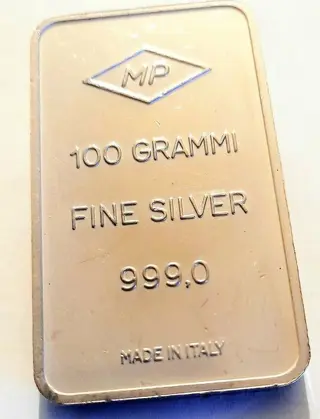 MP
100 GRAMMI
FINE SILVER
999,0
MADE IN ITALY